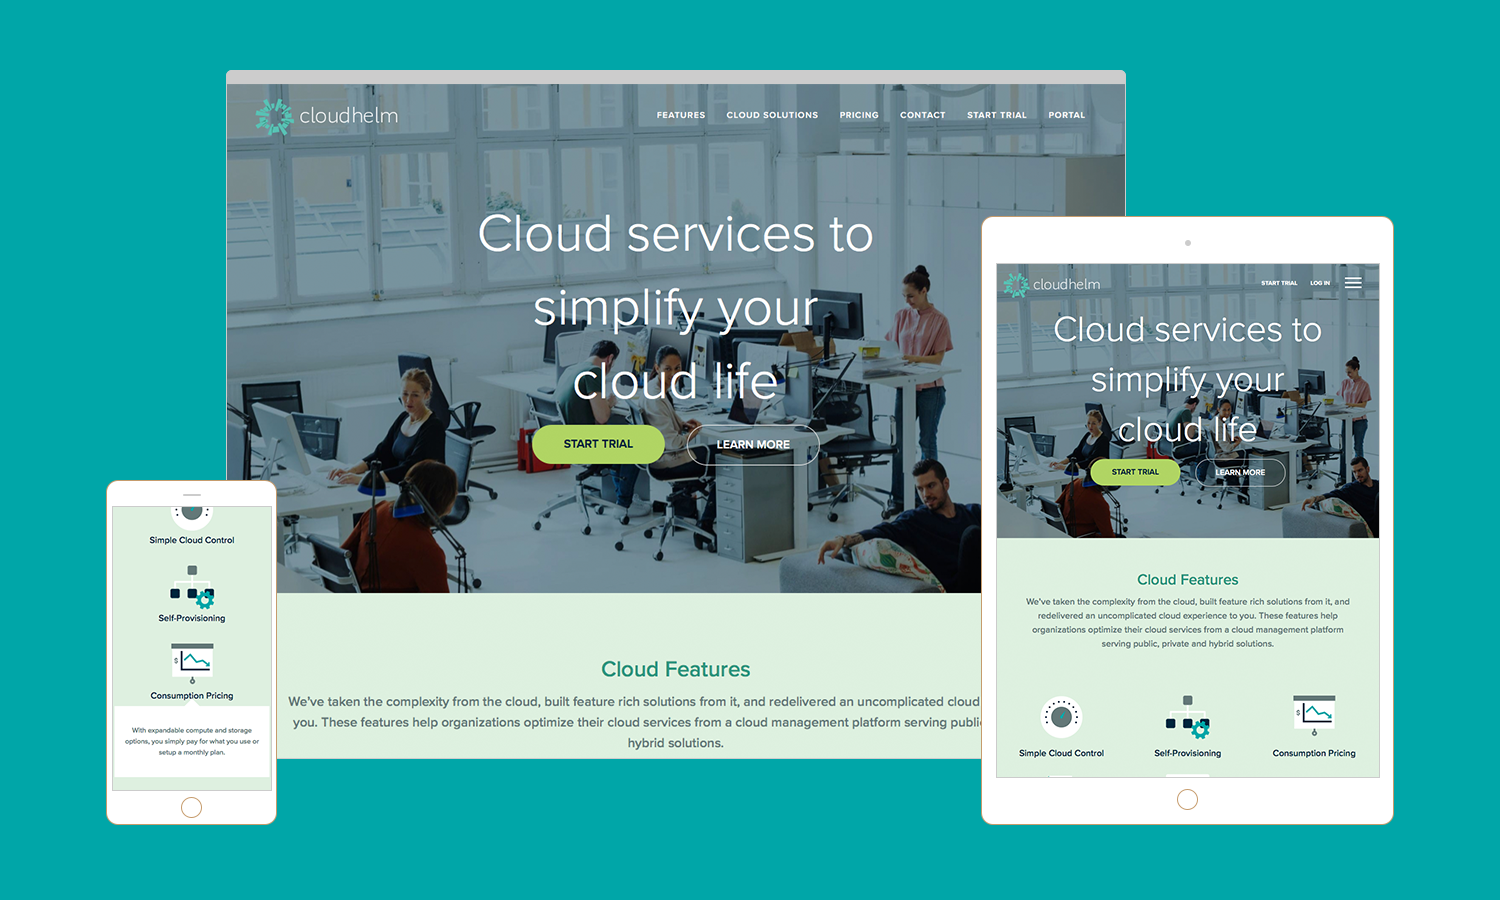 cloudhelm
FEATURES CLOUD SOLUTIONS PRICING CONTACT START TRIAL PORTAL
Cloud services to
simplify your
cloud life
START TRIAL LEARN MORE
Cloud Features
We've taken the complexity from the cloud, built feature rich solutions from it, and redelivered an uncomplicated cloud
you. These features help organizations optimize their cloud services from a cloud management platform serving publi
hybrid solutions.
Simple Cloud Control
Self-Provisioning
$
Consumption Pricing
With expandable compute and storage
options, you simply pay for what you use or
setup a monthly plan.
cloudhelm START TRIAL LOG IN
Cloud services to
simplify your
cloud life
START TRIAL LEARN MORE
Cloud Features
We've taken the complexity from the cloud, built feature rich solutions from it, and
redelivered an uncomplicated cloud experience to you. These features help
organizations optimize their cloud services from a cloud management platform
serving public, private and hybrid solutions.
$
Simple Cloud Control Self-Provisioning Consumption Pricing